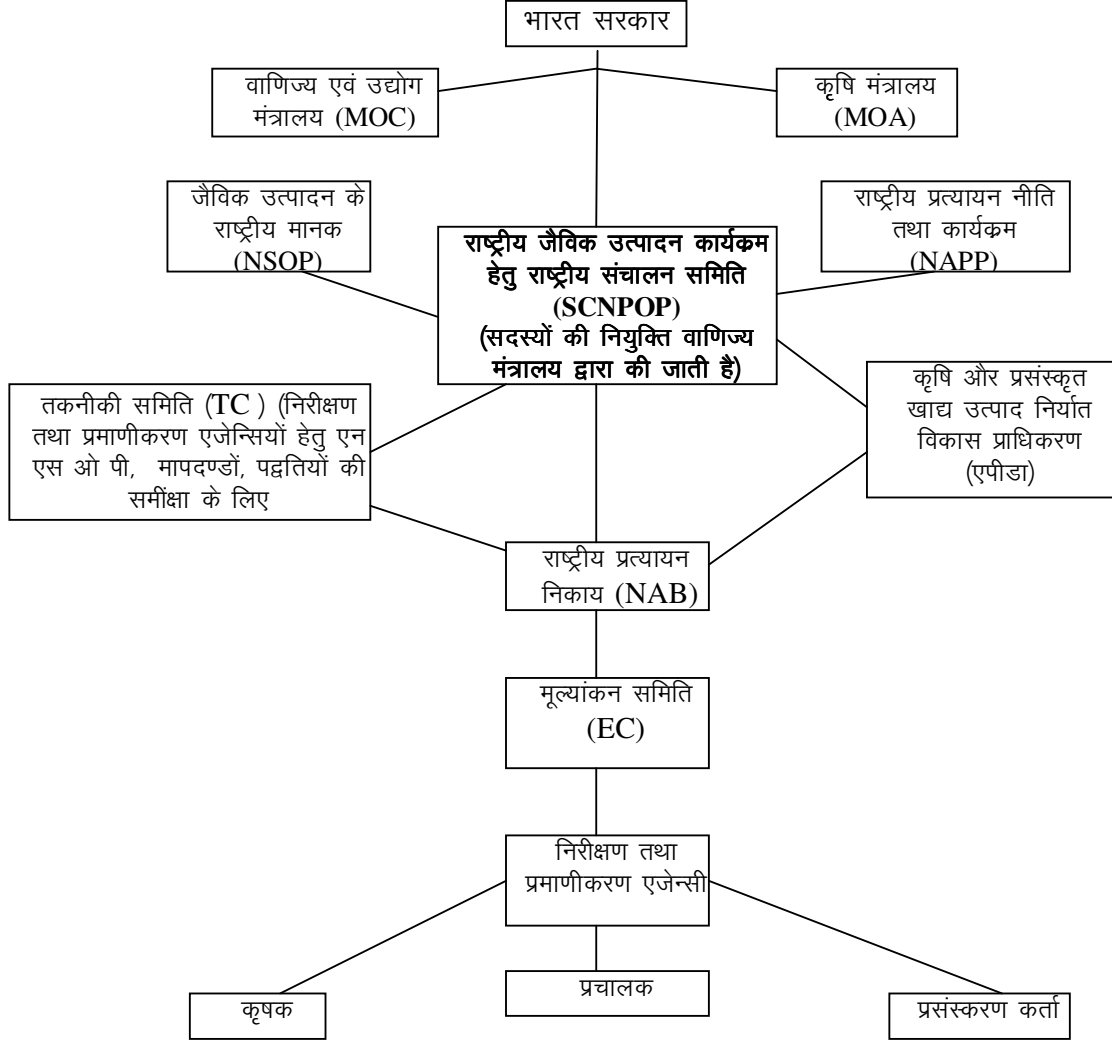 भारत सरकार
वाणिज्य एवं उद्योग
मंत्रालय (MOC)
कृषि मंत्रालय
(MOA)
जैविक उत्पादन के
राष्ट्रीय मानक
(NSOP)
राष्ट्रीय प्रत्यायन नीति
तथा कार्यक्रम
(NAPP)
राष्ट्रीय जैविक उत्पादन कार्यक्रम
हेतु राष्ट्रीय संचालन समिति
(SCNPOP)
(सदस्यों की नियुक्ति वाणिज्य
मंत्रालय द्वारा की जाती है)
तकनीकी समिति (TC ) (निरीक्षण
तथा प्रमाणीकरण एजेन्सियों हेतु एन
एस ओ पी, मापदण्डों, पद्वतियों की
समींक्षा के लिए
कृषि और प्रसंस्कृत
खाद्य उत्पाद निर्यात
विकास प्राधिकरण
(एपीडा)
राष्ट्रीय प्रत्यायन
निकाय (NAB)
मूल्यांकन समिति
(EC)
निरीक्षण तथा
प्रमाणीकरण एजेन्सी
कृषक
प्रचालक
प्रसंस्करण कर्ता